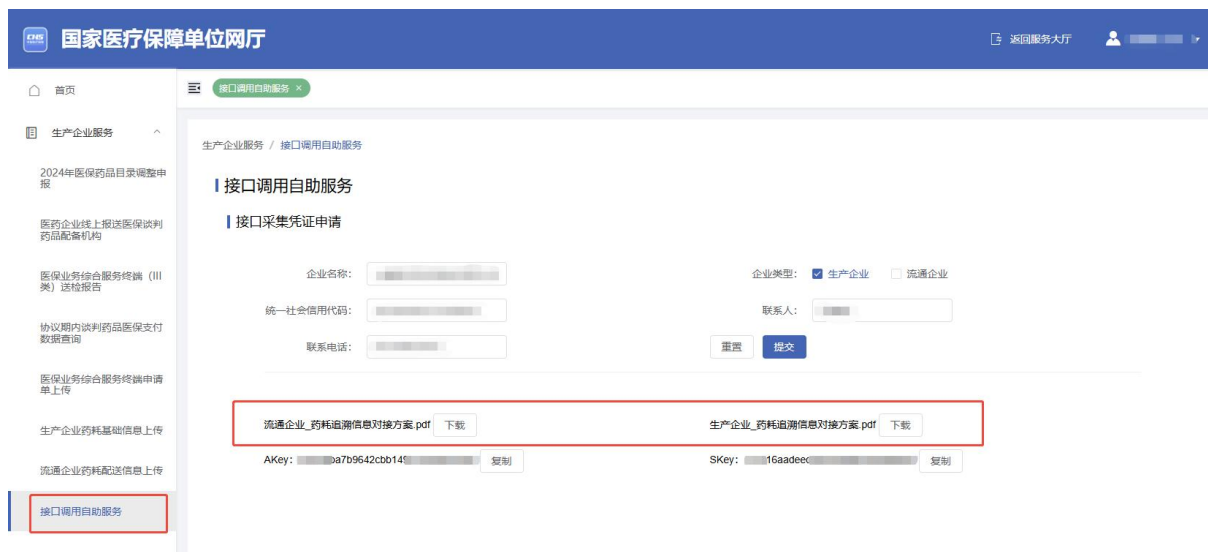 CHS
国家医疗保障单位网厅
返回服务大厅
首页
接口调用自助服务 ×
生产企业服务
2024年医保药品目录调整申
报
医药企业线上报送医保谈判
药品配备机构
医保业务综合服务终端（III
类）送检报告
协议期内谈判药品医保支付
数据查询
医保业务综合服务终端申请
单上传
生产企业药耗基础信息上传
流通企业药耗配送信息上传
接口调用自助服务
生产企业服务 / 接口调用自助服务
接口调用自助服务
接口采集凭证申请
企业名称： 企业类型： 生产企业 流通企业
统一社会信用代码： 联系人：
联系电话： 重置 提交
流通企业_药耗追溯信息对接方案.pdf 下载 生产企业_药耗追溯信息对接方案.pdf 下载
AKey: ba7b9642cbb14 复制 SKey: 16aadee 复制